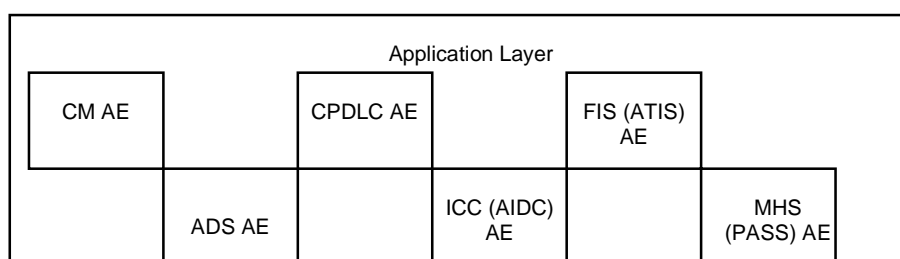 Application Layer
CM AE
CPDLC AE
FIS (ATIS)
AE
ADS AE
ICC (AIDC)
AE
MHS
(PASS) AE